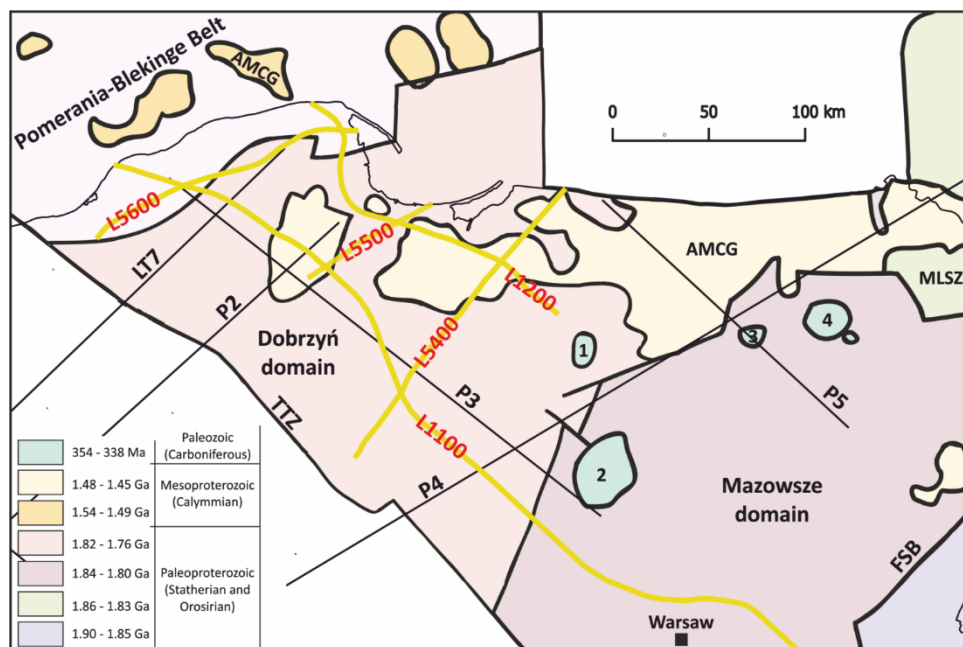 Pomerania-Blekinge Belt
AMCG
0 50 100 km
L5600
L5500
LT7
P2
L1200
AMCG
MLSZ
L5400
1
3
4
Dobrzyń
domain
TTZ
P3
P5
L1100
P4
2
Mazowsze
domain
FSB
Warsaw
354 - 338 Ma
Paleozoic
(Carboniferous)
1.48 - 1.45 Ga
1.54 - 1.49 Ga
Mesoproterozoic
(Calymmian)
1.82 - 1.76 Ga
1.84 - 1.80 Ga
1.86 - 1.83 Ga
1.90 - 1.85 Ga
Paleoproterozoic
(Statherian and
Orosirian)